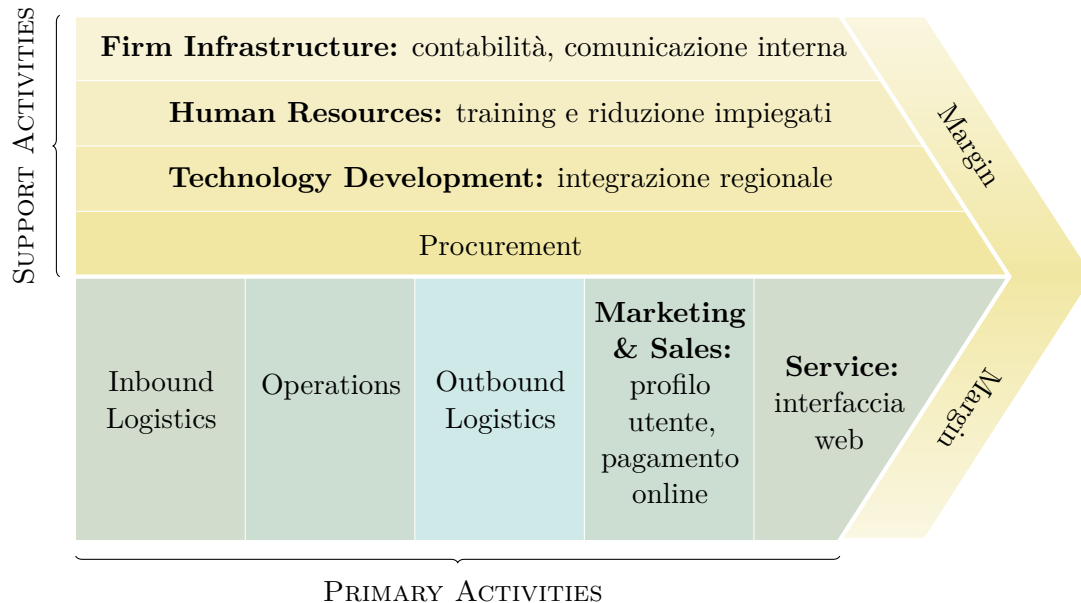 SUPPORT ACTIVITIES
Firm Infrastructure: contabilità, comunicazione interna
Human Resources: training e riduzione impiegati
Technology Development: integrazione regionale
Procurement
Margin
Inbound
Logistics
Operations
Outbound
Logistics
Marketing
& Sales:
profilo
utente,
pagamento
online
Service:
interfaccia
web
Margin
PRIMARY ACTIVITIES